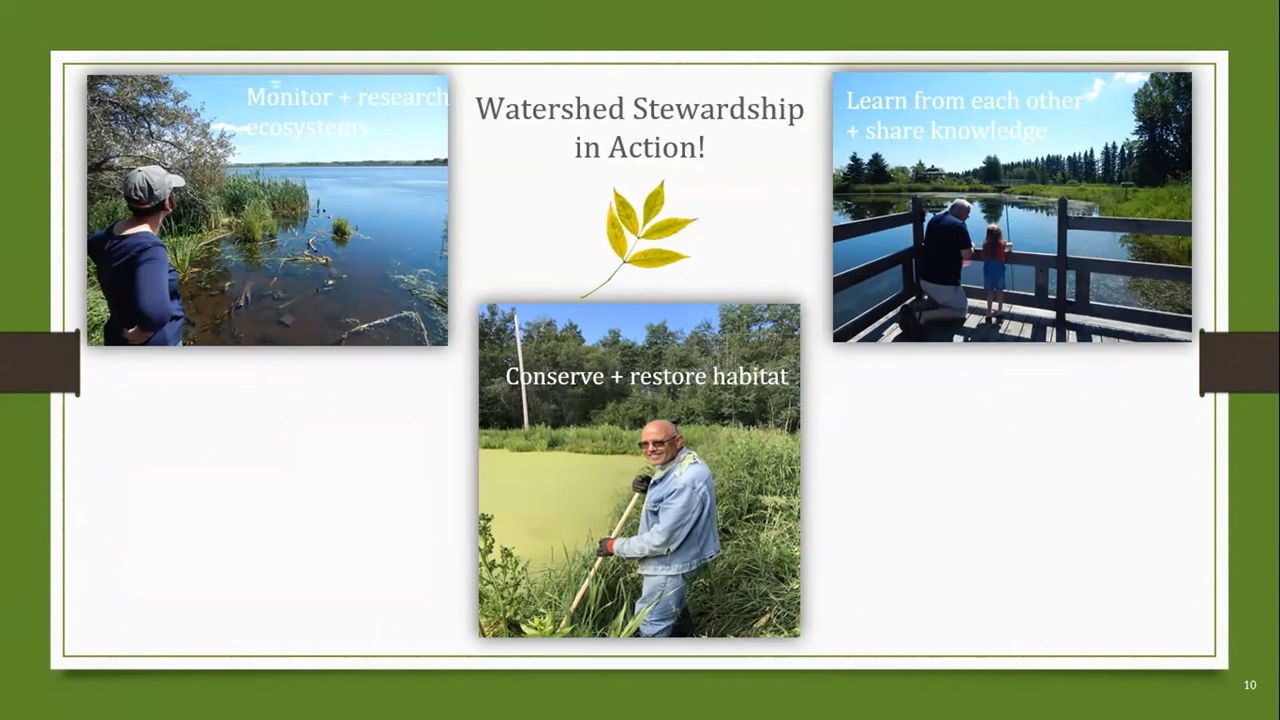 Monitor + research
ecosystems
Watershed Stewardship
in Action!
Learn from each other
+ share knowledge
Conserve + restore habitat
10